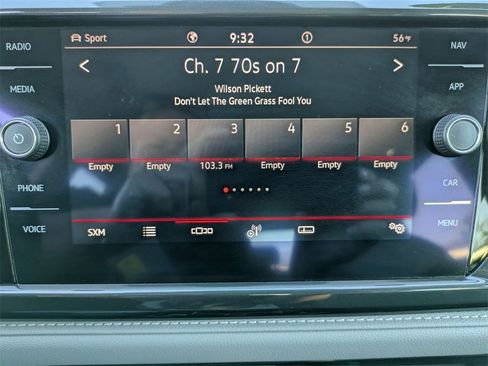 RADIO
Sport 9:32 56°F
NAV
MEDIA
< Ch. 7 70s on 7 >
APP
Wilson Pickett
Don't Let The Green Grass Fool You
1 2 3 4 5 6
Empty Empty 103.3 FM Empty Empty Empty
PHONE
CAR
VOICE
SXM
MENU